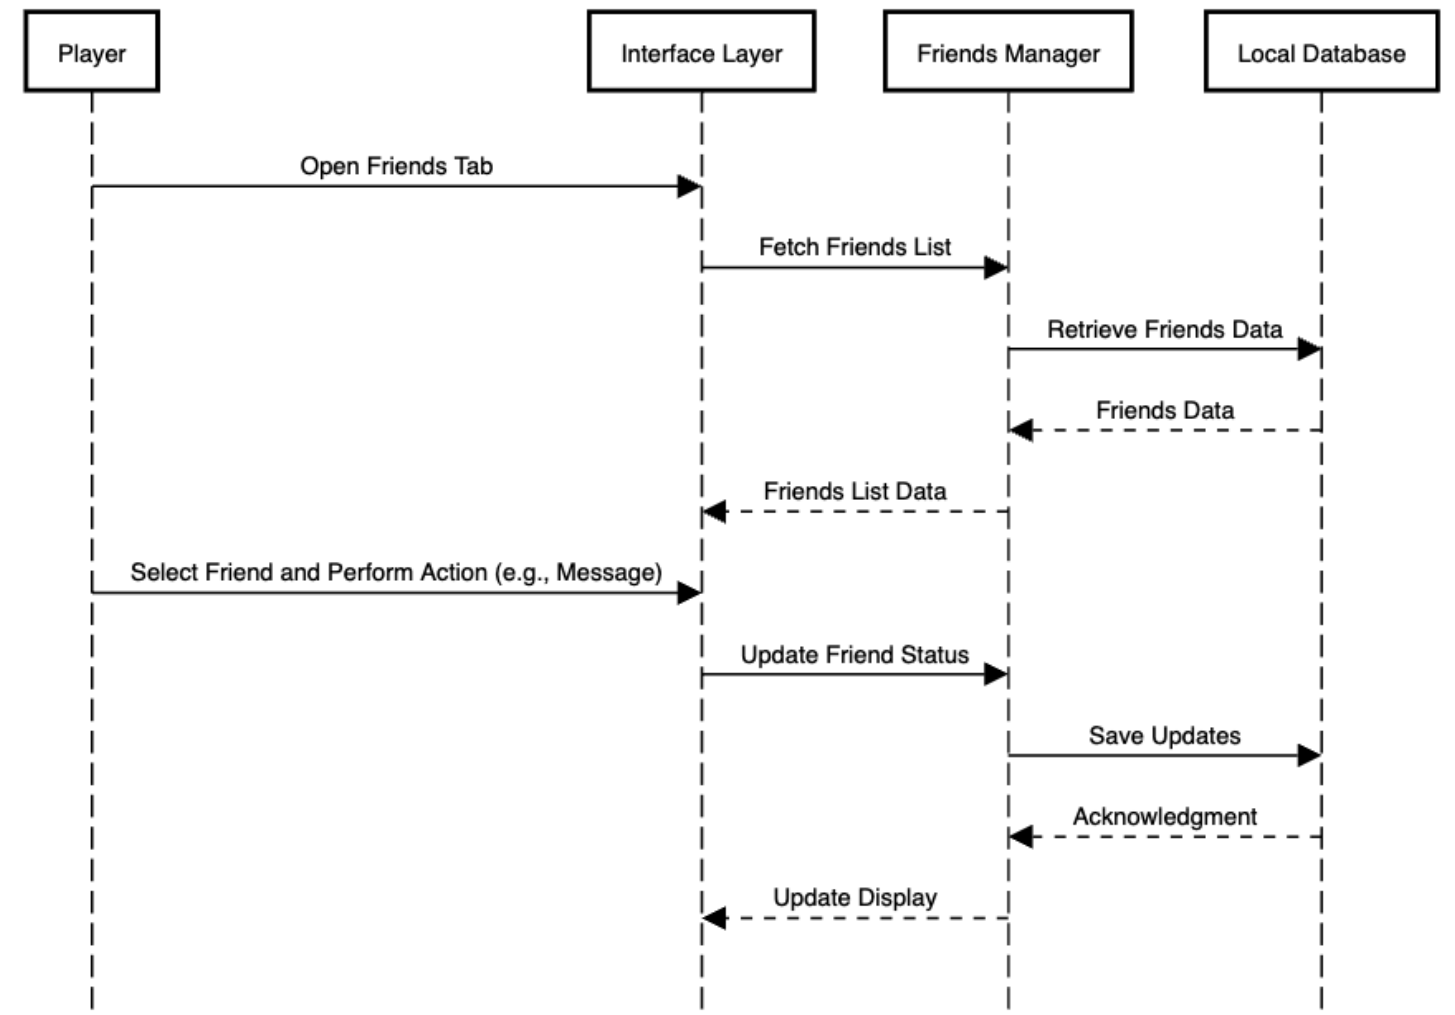 Player
Interface Layer
Friends Manager
Local Database
Open Friends Tab
Fetch Friends List
Retrieve Friends Data
Friends Data
Friends List Data
Select Friend and Perform Action (e.g., Message)
Update Friend Status
Save Updates
Acknowledgment
Update Display